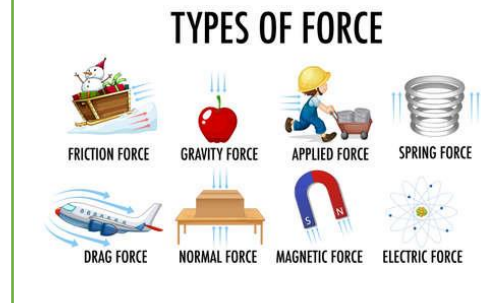 TYPES OF FORCE
FRICTION FORCE
GRAVITY FORCE
APPLIED FORCE
SPRING FORCE
S
N
DRAG FORCE
NORMAL FORCE
MAGNETIC FORCE
ELECTRIC FORCE